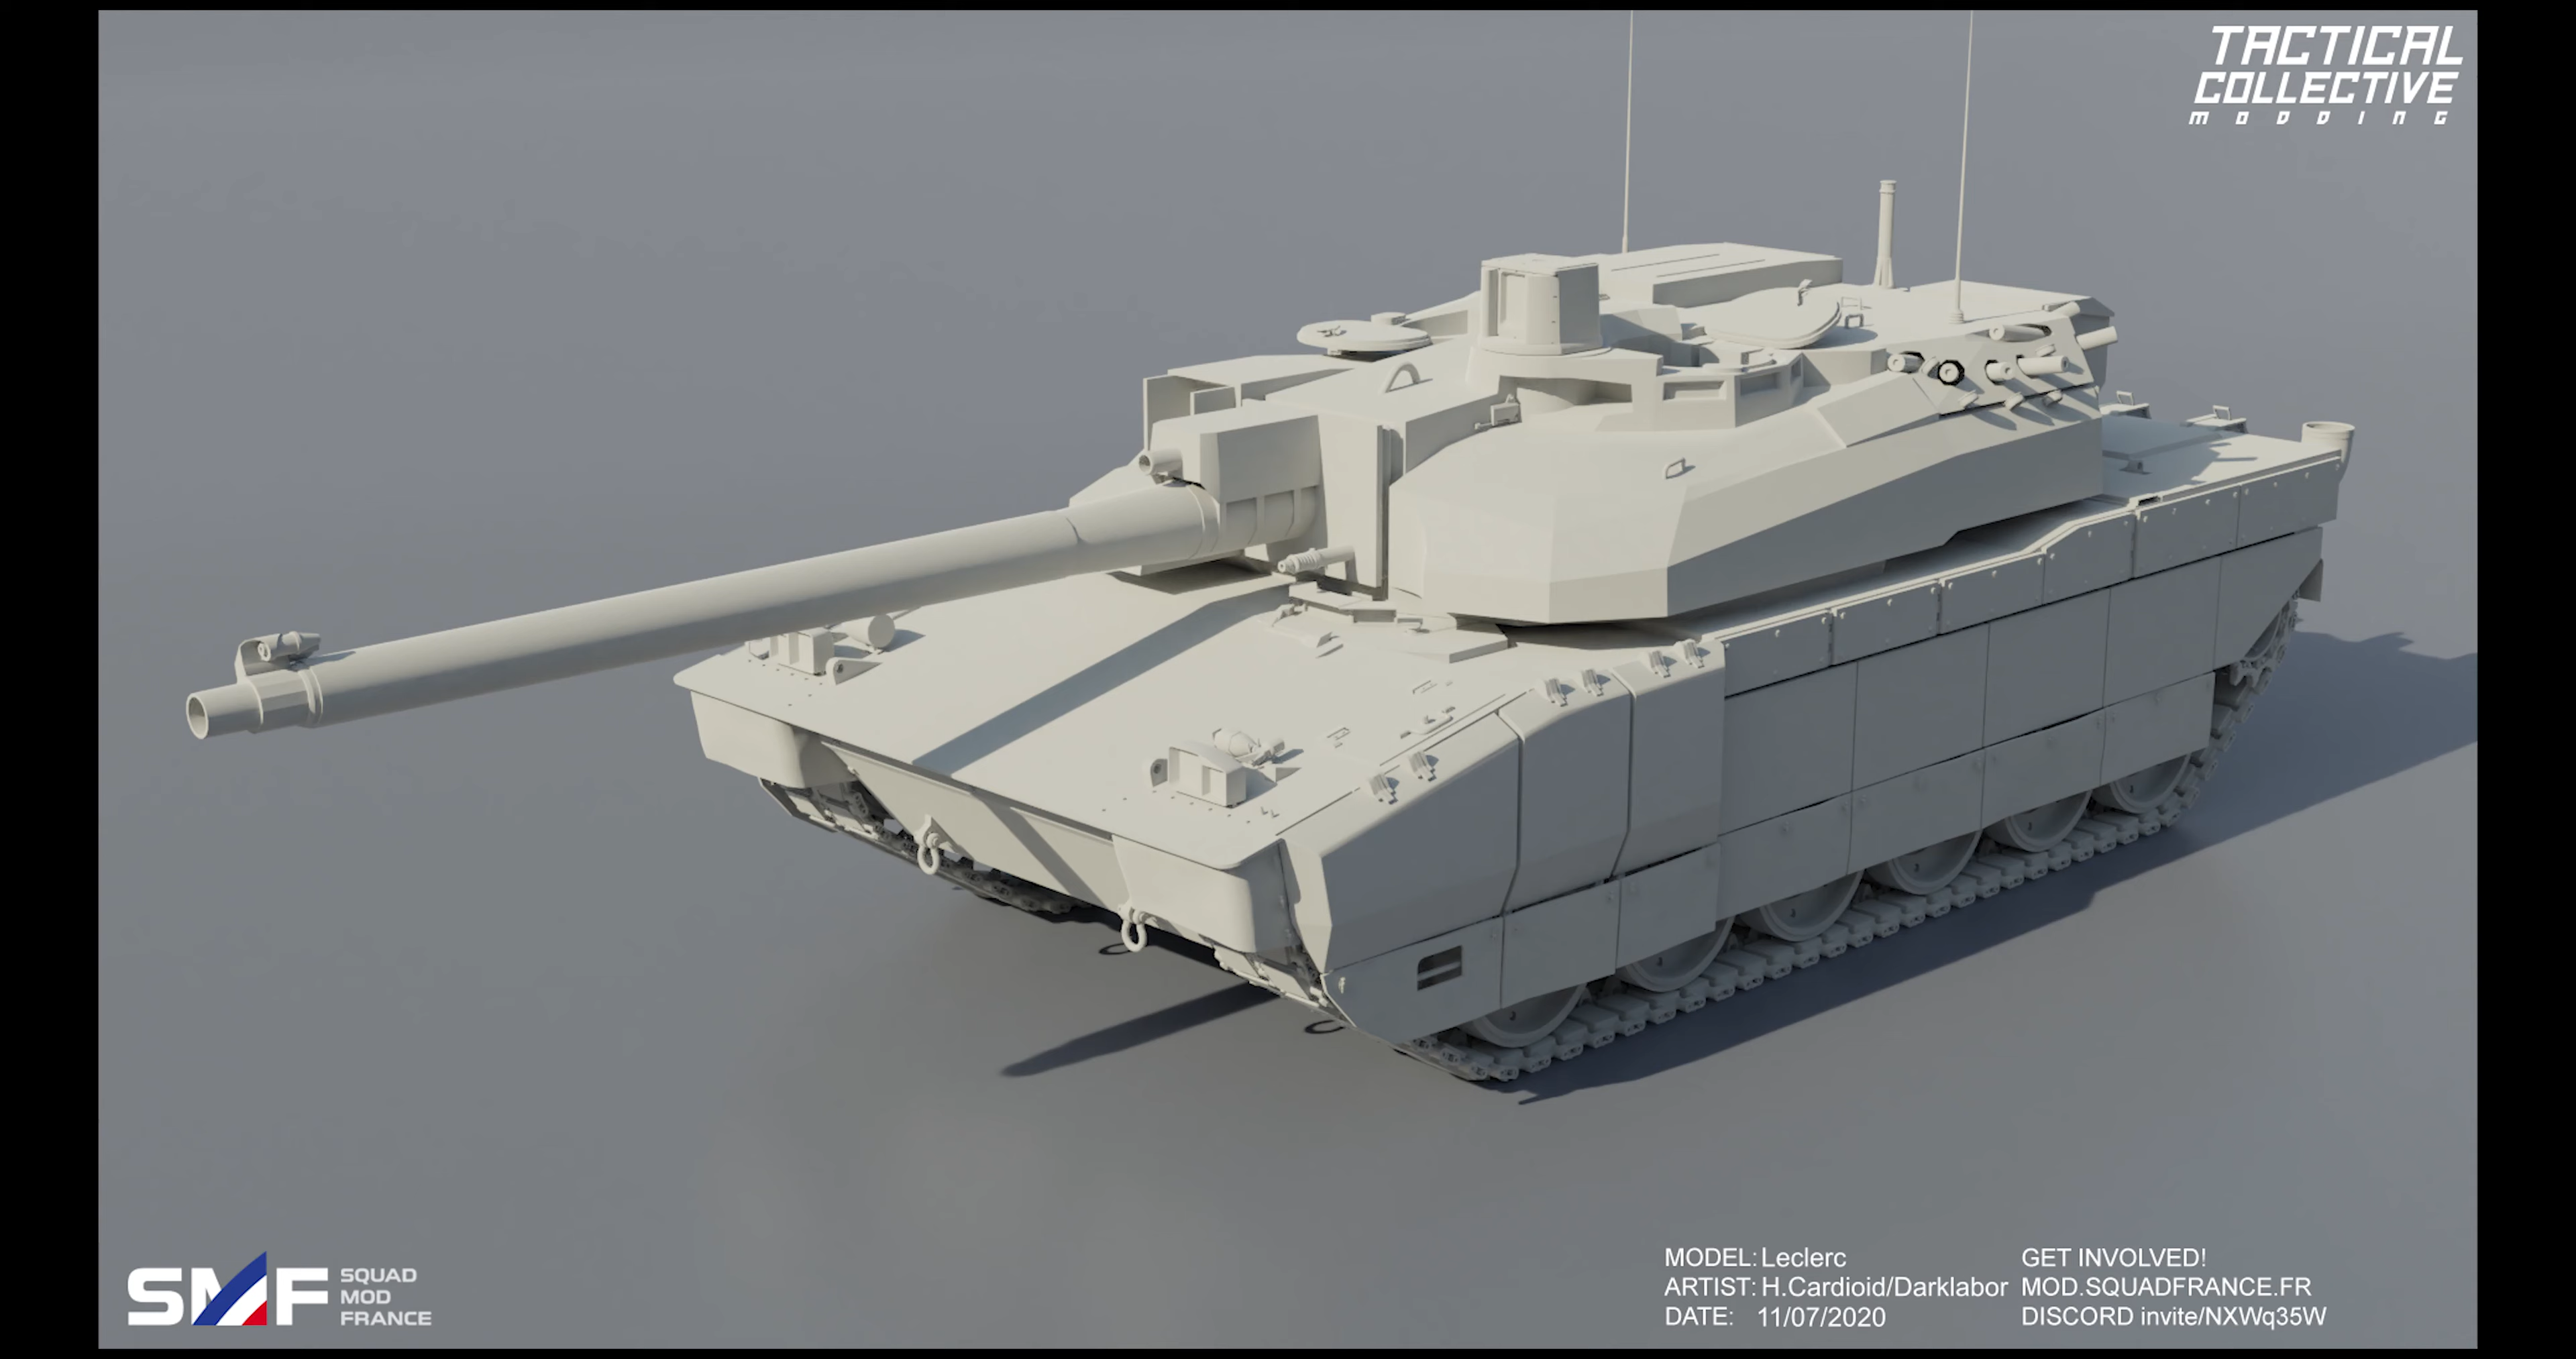 TACTICAL
COLLECTIVE
MODDING
SMF
SQUAD
MOD
FRANCE
MODEL: Leclerc
ARTIST: H.Cardioid/Darklabor
DATE: 11/07/2020
GET INVOLVED!
MOD.SQUADFRANCE.FR
DISCORD invite/NXWq35W